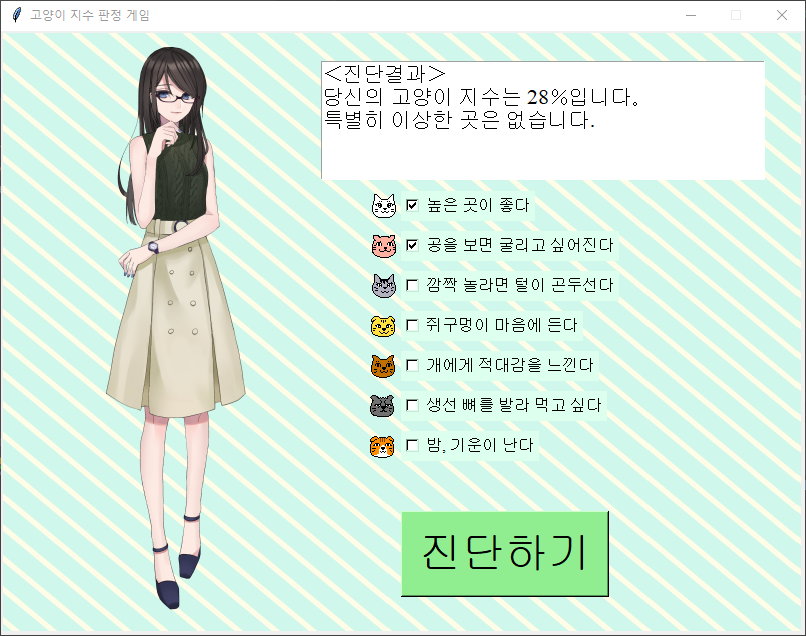 고양이 지수 판정 게임
<진단결과>
당신의 고양이 지수는 28%입니다.
특별히 이상한 곳은 없습니다.
높은 곳이 좋다
공을 보면 굴리고 싶어진다
깜짝 놀라면 털이 곤두선다
쥐구멍이 마음에 든다
개에게 적대감을 느낀다
생선 뼈를 발라 먹고 싶다
밤, 기운이 난다
진단하기